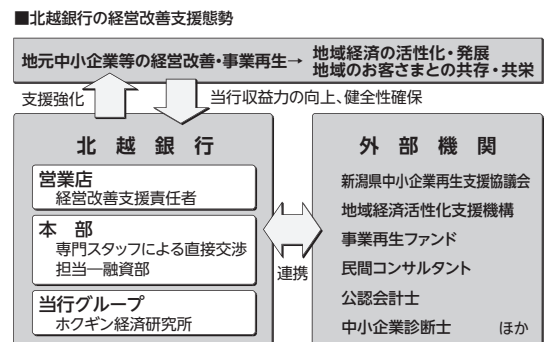 ■北越銀行の経営改善支援態勢
地元中小企業等の経営改善・事業再生→
地域経済の活性化・発展
地域のお客さまとの共存・共栄
支援強化
当行収益力の向上、健全性確保
北越銀行
営業店
経営改善支援責任者
本部
専門スタッフによる直接交渉
担当―融資部
当行グループ
ホクギン経済研究所
連携
外部機関
新潟県中小企業再生支援協議会
地域経済活性化支援機構
事業再生ファンド
民間コンサルタント
公認会計士
中小企業診断士 ほか